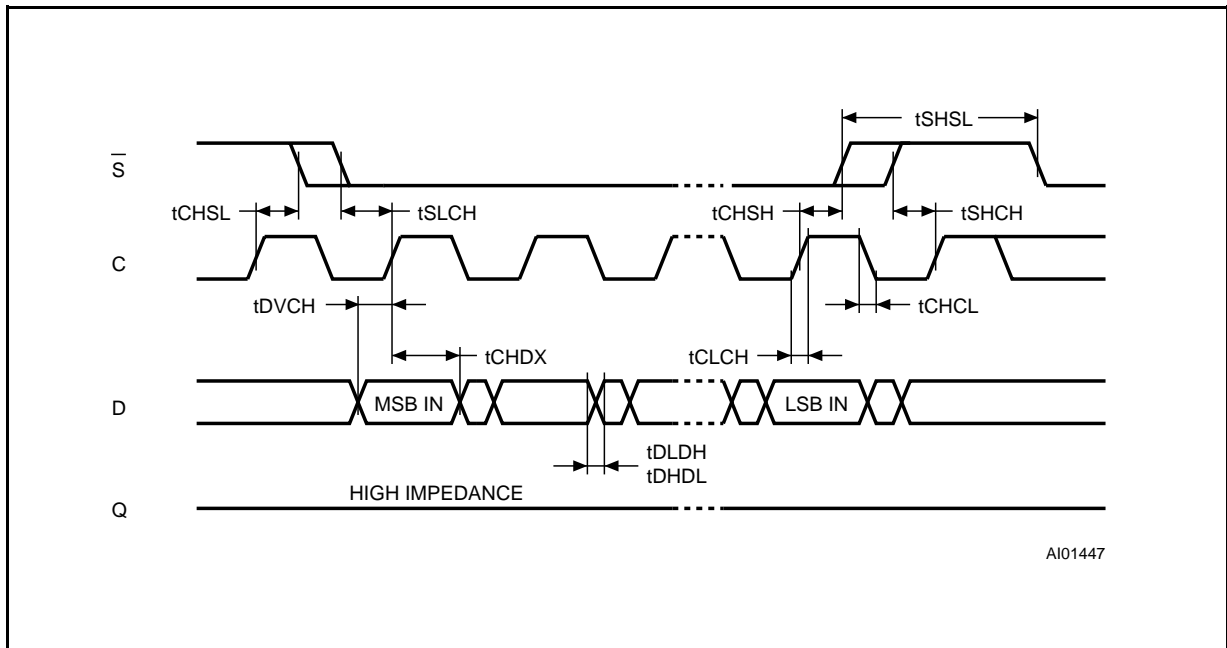 tSHSL
S̅
tCHSL
tSLCH
tCHSH
tSHCH
C
tDVCH
tCHCL
tCHDX
tCLCH
D
MSB IN
LSB IN
tDLDH
tDHDL
HIGH IMPEDANCE
Q
AI01447